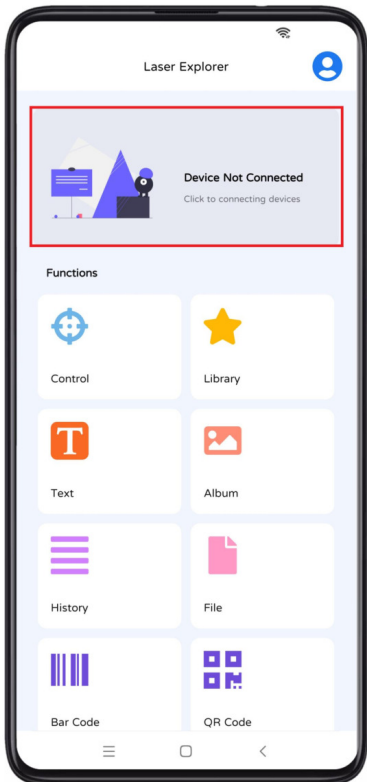 Laser Explorer
Device Not Connected
Click to connecting devices
Functions
Control
Library
Text
Album
History
File
Bar Code
QR Code